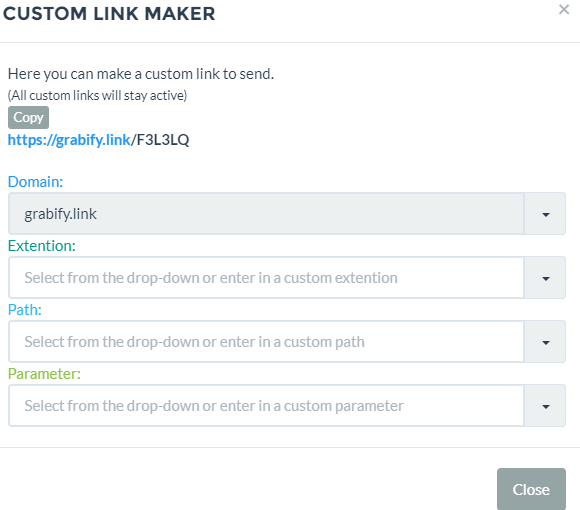 CUSTOM LINK MAKER
×
Here you can make a custom link to send.
(All custom links will stay active)
Copy
https://grabify.link/F3L3LQ
Domain:
grabify.link
Extention:
Select from the drop-down or enter in a custom extention
Path:
Select from the drop-down or enter in a custom path
Parameter:
Select from the drop-down or enter in a custom parameter
Close